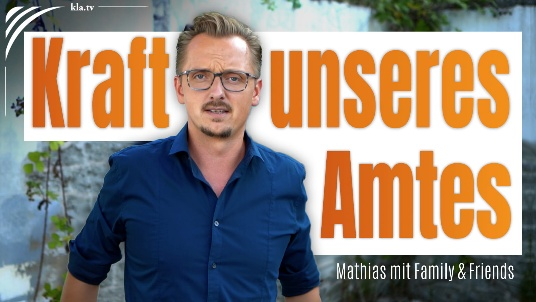 kla.tv
Kraft unseres
Amtes
Mathias mit Family & Friends